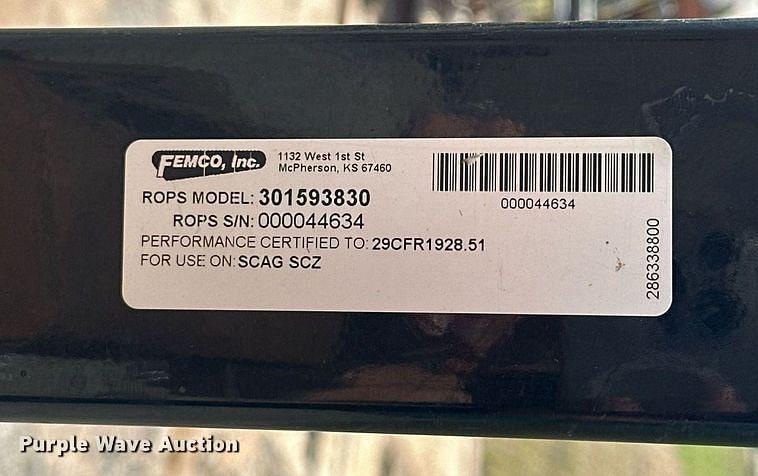 FEMCO, Inc.
1132 West 1st St
McPherson, KS 67460
ROPS MODEL: 301593830
ROPS S/N: 000044634
PERFORMANCE CERTIFIED TO: 29CFR1928.51
FOR USE ON: SCAG SCZ
000044634
286338800
Purple Wave Auction